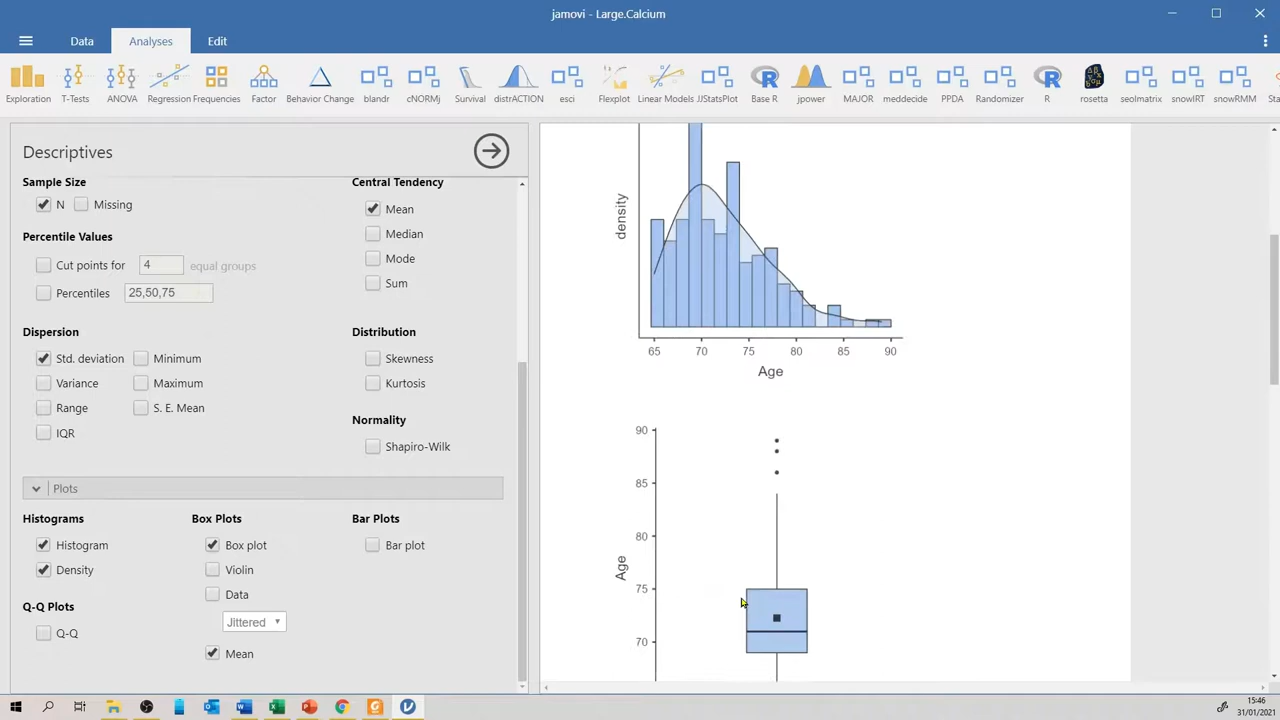 jamovi - Large.Calcium
Data Analyses Edit
Exploration T-Tests ANOVA Regression Frequencies Factor Behavior Change blandr cNORMj Survival distrACTION esci Flexplot Linear Models JJStatsPlot Base R jpower MAJOR meddecide PPDA Randomizer R rosetta seolmatrix snowIRT snowRMM
Descriptives
Sample Size
N Missing
Percentile Values
Cut points for 4 equal groups
Percentiles 25,50,75
Dispersion
Std. deviation Minimum
Variance Maximum
Range S. E. Mean
IQR
Central Tendency
Mean
Median
Mode
Sum
Distribution
Skewness
Kurtosis
Normality
Shapiro-Wilk
Plots
Histograms
Histogram
Density
Q-Q Plots
Q-Q
Box Plots
Box plot
Violin
Data
Jittered
Mean
Bar Plots
Bar plot
density
65 70 75 80 85 90
Age
90
85
80
75
70
Age
15:46
31/01/2021